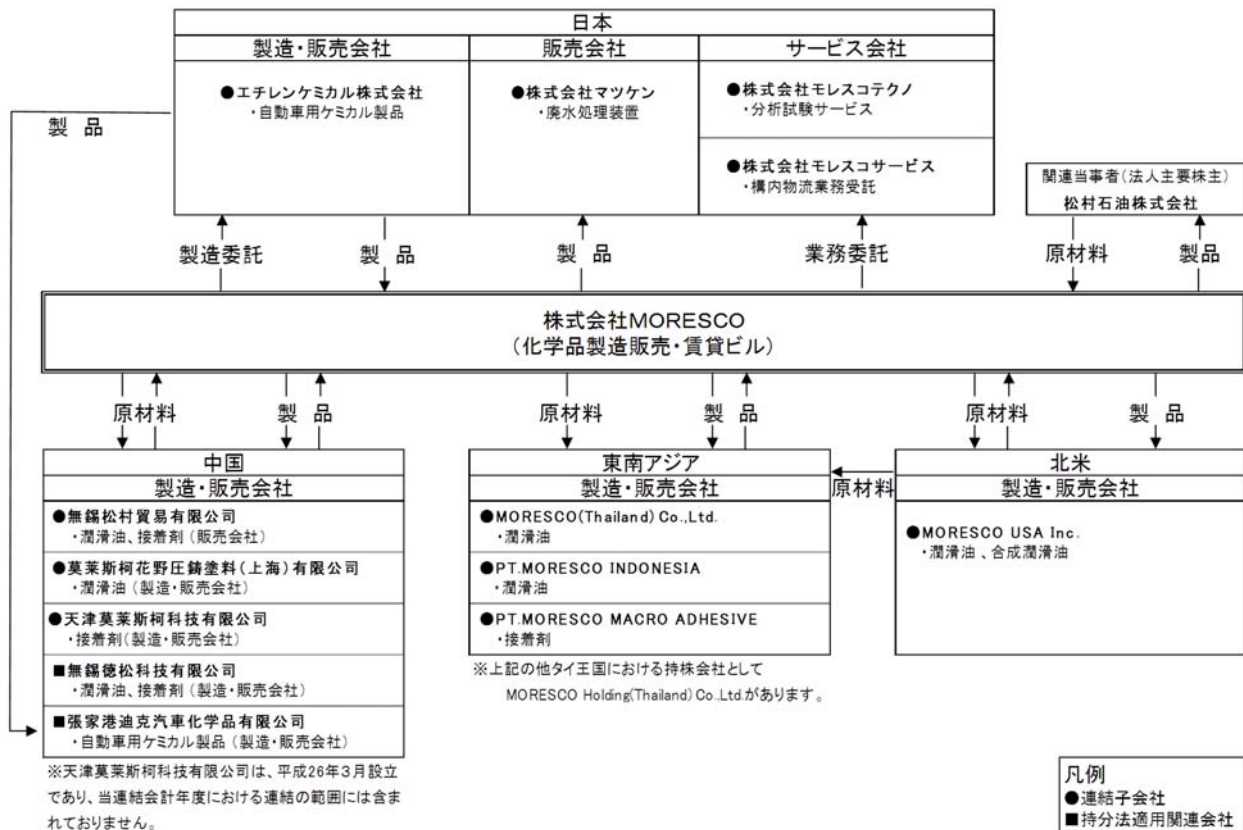 日本
製造・販売会社
販売会社
サービス会社
●エチレンケミカル株式会社
・自動車用ケミカル製品
●株式会社マツケン
・廃水処理装置
●株式会社モレスコテクノ
・分析試験サービス
●株式会社モレスコサービス
・構内物流業務受託
製 品
関連当事者（法人主要株主）
松村石油株式会社
製造委託
製 品
製 品
業務委託
原材料
製品
株式会社MORESCO
（化学品製造販売・賃貸ビル）
原材料
製 品
原材料
製 品
原材料
製 品
中国
製造・販売会社
●無錫松村貿易有限公司
・潤滑油、接着剤（販売会社）
●莫莱斯柯花野圧鋳塗料（上海）有限公司
・潤滑油（製造・販売会社）
●天津莫莱斯柯科技有限公司
・接着剤（製造・販売会社）
■無錫徳松科技有限公司
・潤滑油、接着剤（製造・販売会社）
■張家港迪克汽車化学品有限公司
・自動車用ケミカル製品（製造・販売会社）
※天津莫莱斯柯科技有限公司は、平成26年3月設立
であり、当連結会計年度における連結の範囲には含ま
れておりません。
東南アジア
製造・販売会社
●MORESCO(Thailand) Co.,Ltd.
・潤滑油
●PT.MORESCO INDONESIA
・潤滑油
●PT.MORESCO MACRO ADHESIVE
・接着剤
※上記の他タイ王国における持株会社として
MORESCO Holding(Thailand) Co.,Ltd.があります。
原材料
北米
製造・販売会社
●MORESCO USA Inc.
・潤滑油 、合成潤滑油
凡例
●連結子会社
■持分法適用関連会社